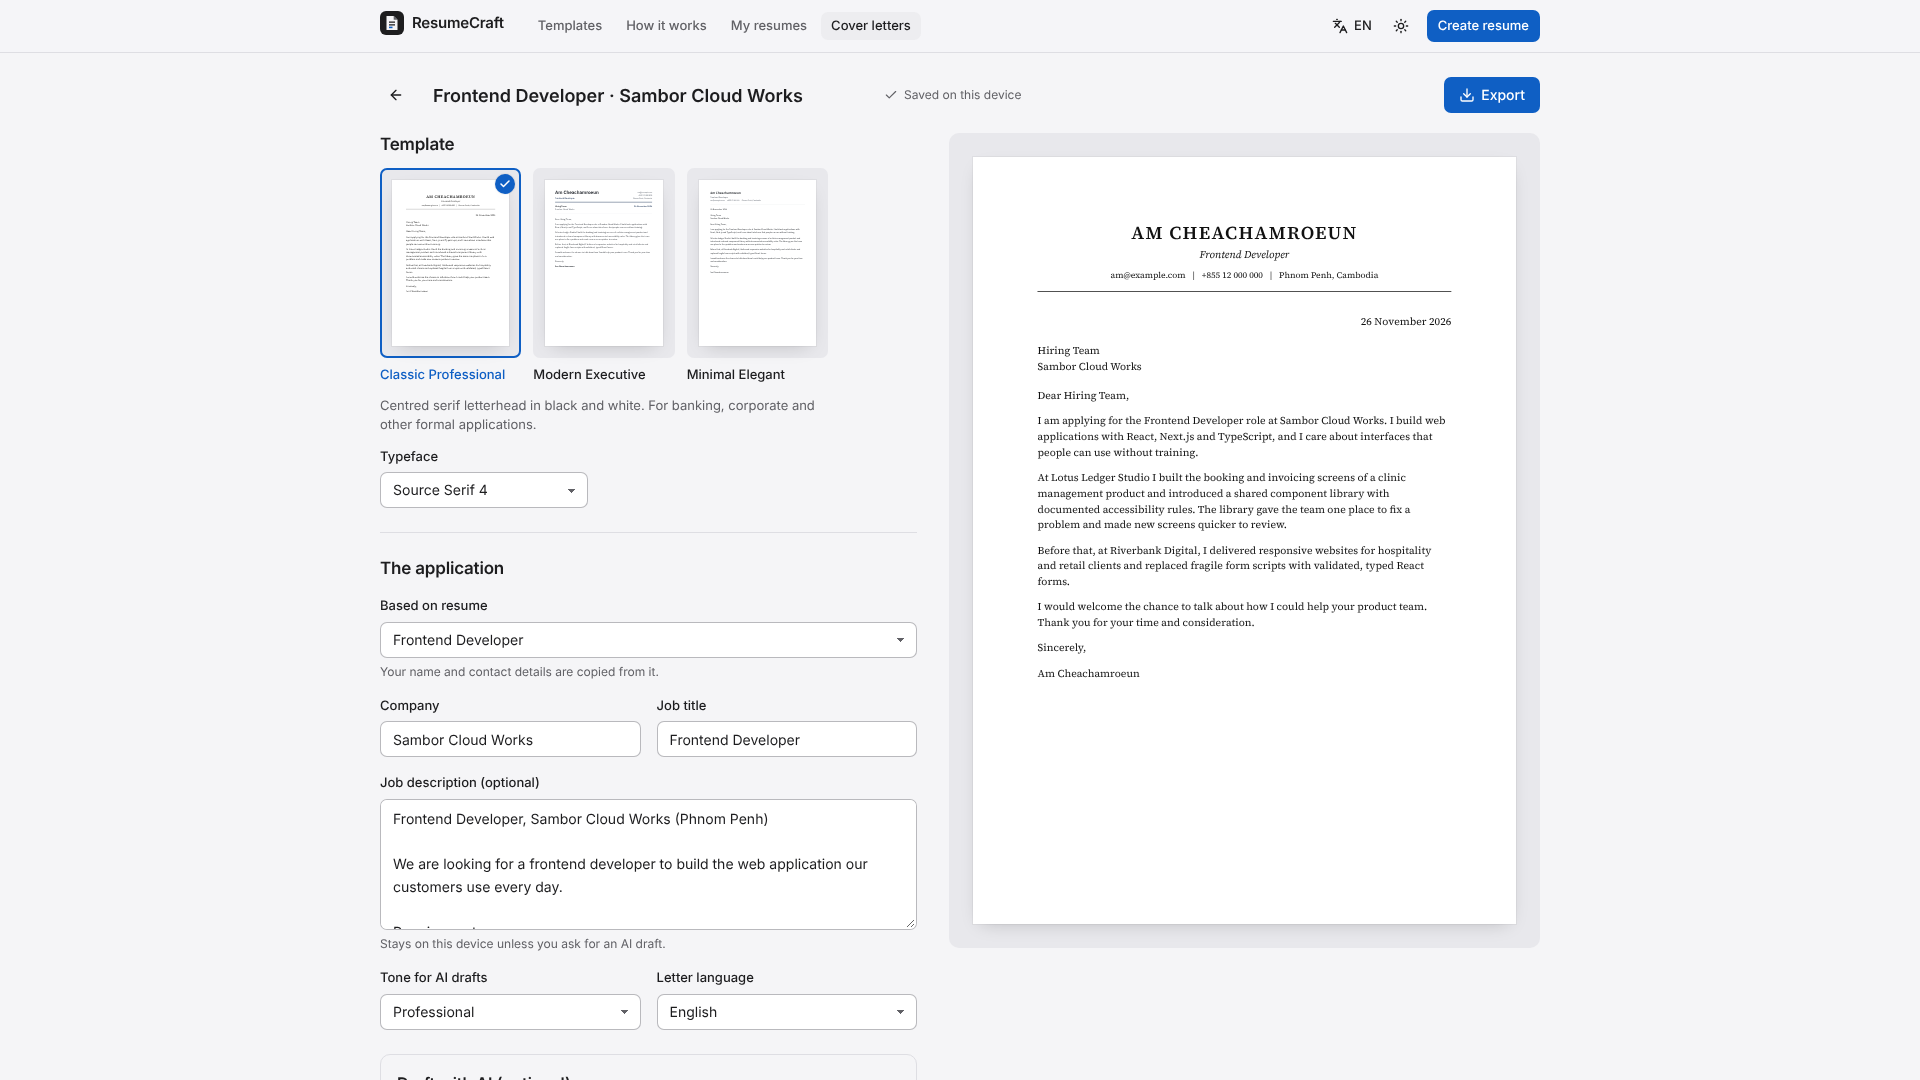 ResumeCraft
Templates
How it works
My resumes
Cover letters
EN
Create resume
Frontend Developer · Sambor Cloud Works
Saved on this device
Export
Template
Classic Professional
Modern Executive
Minimal Elegant
Centred serif letterhead in black and white. For banking, corporate and
other formal applications.
Typeface
Source Serif 4
The application
Based on resume
Frontend Developer
Your name and contact details are copied from it.
Company
Job title
Sambor Cloud Works
Frontend Developer
Job description (optional)
Frontend Developer, Sambor Cloud Works (Phnom Penh)
We are looking for a frontend developer to build the web application our
customers use every day.
Stays on this device unless you ask for an AI draft.
Tone for AI drafts
Letter language
Professional
English
AM CHEACHAMROEUN
Frontend Developer
am@example.com | +855 12 000 000 | Phnom Penh, Cambodia
26 November 2026
Hiring Team
Sambor Cloud Works
Dear Hiring Team,
I am applying for the Frontend Developer role at Sambor Cloud Works. I build web
applications with React, Next.js and TypeScript, and I care about interfaces that
people can use without training.
At Lotus Ledger Studio I built the booking and invoicing screens of a clinic
management product and introduced a shared component library with
documented accessibility rules. The library gave the team one place to fix a
problem and made new screens quicker to review.
Before that, at Riverbank Digital, I delivered responsive websites for hospitality
and retail clients and replaced fragile form scripts with validated, typed React
forms.
I would welcome the chance to talk about how I could help your product team.
Thank you for your time and consideration.
Sincerely,
Am Cheachamroeun